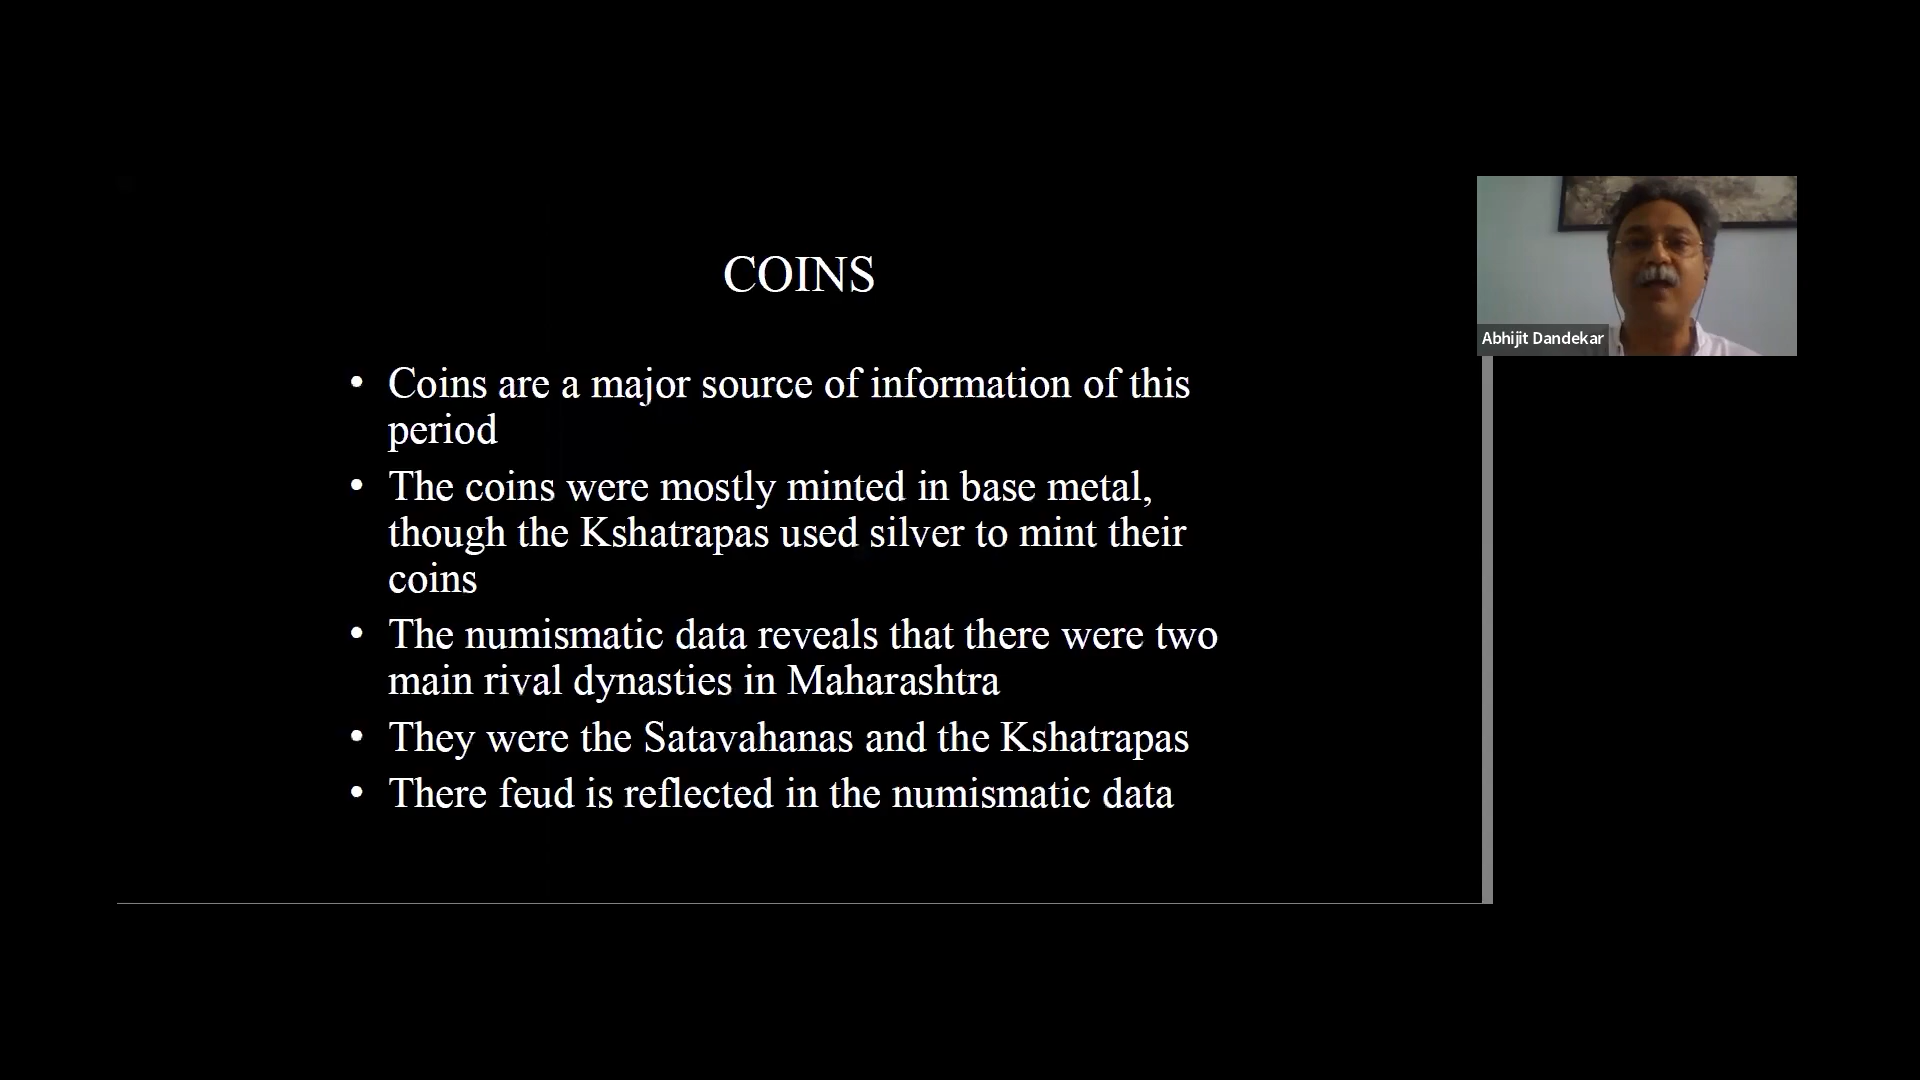 COINS
• Coins are a major source of information of this
period
• The coins were mostly minted in base metal,
though the Kshatrapas used silver to mint their
coins
• The numismatic data reveals that there were two
main rival dynasties in Maharashtra
• They were the Satavahanas and the Kshatrapas
• There feud is reflected in the numismatic data
Abhijit Dandekar